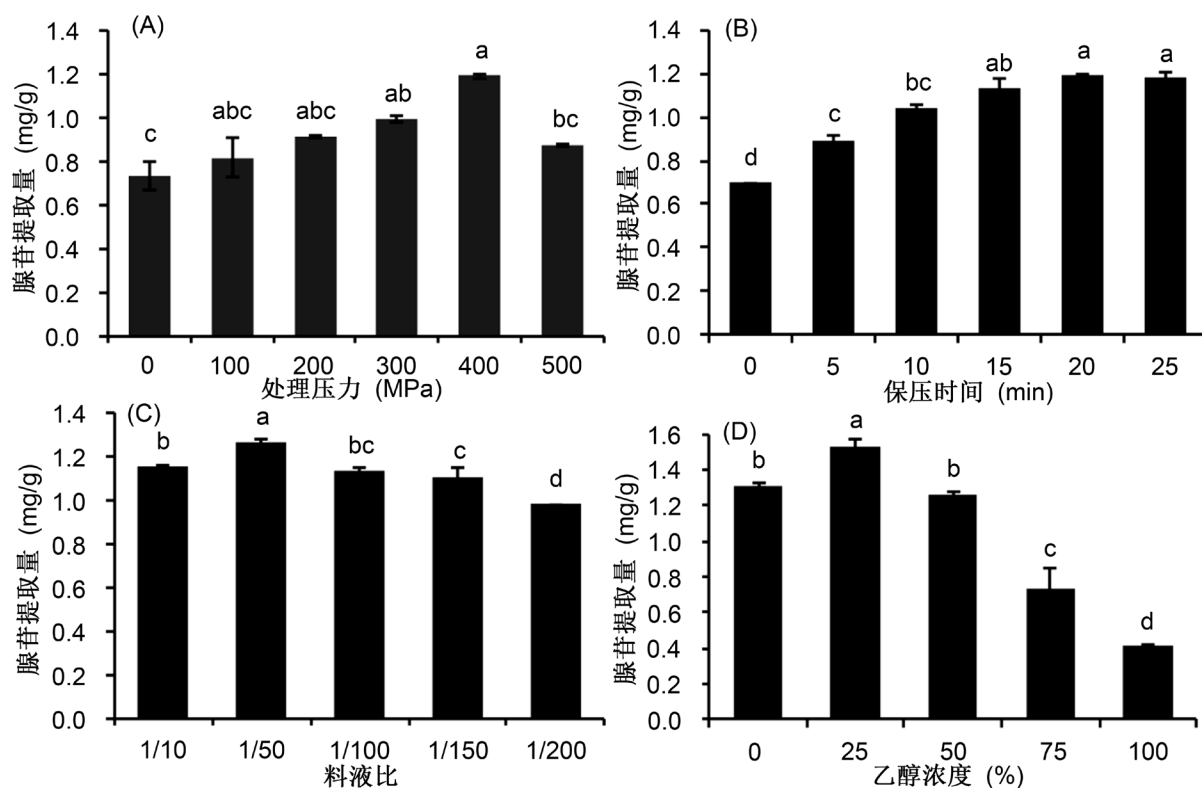 (A)
腺苷提取量 (mg/g)
1.4
1.2
1.0
0.8
0.6
0.4
0.2
0.0
c abc abc ab a bc
0 100 200 300 400 500
处理压力 (MPa)
(B)
腺苷提取量 (mg/g)
1.4
1.2
1.0
0.8
0.6
0.4
0.2
0.0
d c bc ab a a
0 5 10 15 20 25
保压时间 (min)
(C)
腺苷提取量 (mg/g)
1.4
1.2
1.0
1.2
0.8
0.6
0.4
0.2
0.0
b a bc c d
1/10 1/50 1/100 1/150 1/200
料液比
(D)
腺苷提取量 (mg/g)
1.6
1.4
1.2
1.0
0.8
0.6
0.4
0.2
0.0
b a b c d
0 25 50 75 100
乙醇浓度 (%)